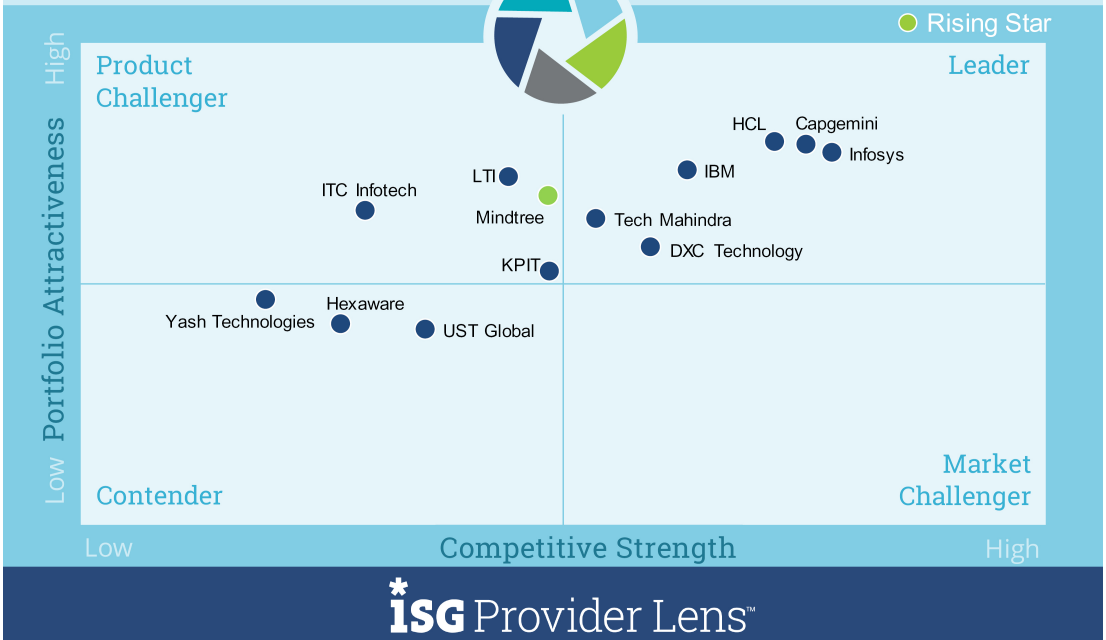 Rising Star
High
Product
Challenger
Leader
HCL
Capgemini
Infosys
IBM
LTI
ITC Infotech
Mindtree
Tech Mahindra
DXC Technology
KPIT
Portfolio Attractiveness
Hexaware
Yash Technologies
UST Global
Low
Contender
Market
Challenger
Low
Competitive Strength
High
iSG Provider Lens™